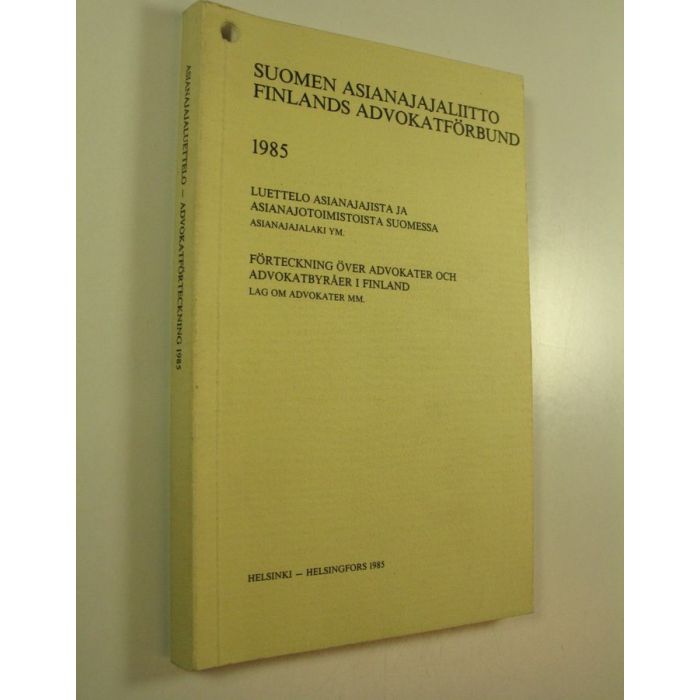 SUOMEN ASIANAJAJALIITTO
FINLANDS ADVOKATFÖRBUND
1985
LUETTELO ASIANAJAJISTA JA
ASIANAJOTOIMISTOISTA SUOMESSA
ASIANAJAJALAKI YM.
FÖRTECKNING ÖVER ADVOKATER OCH
ADVOKATBYRÅER I FINLAND
LAG OM ADVOKATER MM.
HELSINKI — HELSINGFORS 1985
ASIANAJAJALUETTELO — ADVOKATFÖRTECKNING 1985